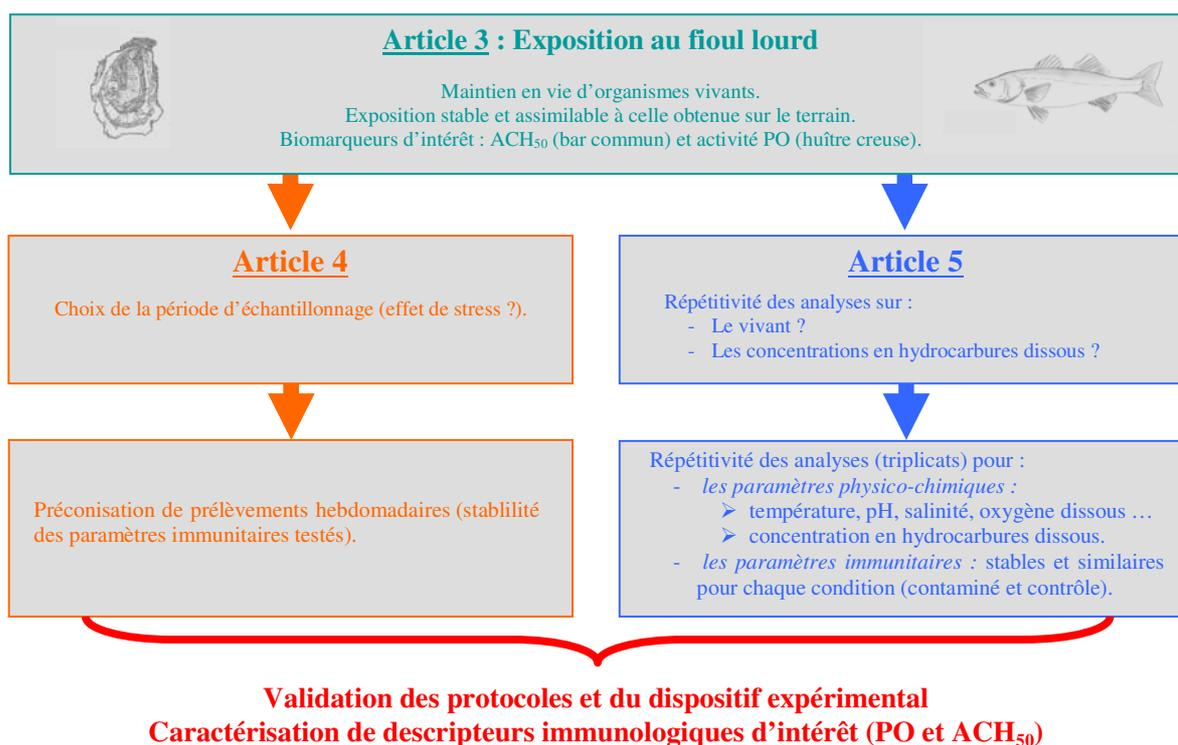 Article 3 : Exposition au fioul lourd
Maintien en vie d'organismes vivants.
Exposition stable et assimilable à celle obtenue sur le terrain.
Biomarqueurs d'intérêt : ACH₅₀ (bar commun) et activité PO (huître creuse).
Article 4
Choix de la période d'échantillonnage (effet de stress ?).
Article 5
Répétitivité des analyses sur :
- Le vivant ?
- Les concentrations en hydrocarbures dissous ?
Préconisation de prélèvements hebdomadaires (stablilité
des paramètres immunitaires testés).
Répétitivité des analyses (triplicats) pour :
- les paramètres physico-chimiques :
➢ température, pH, salinité, oxygène dissous …
➢ concentration en hydrocarbures dissous.
- les paramètres immunitaires : stables et similaires
pour chaque condition (contaminé et contrôle).
Validation des protocoles et du dispositif expérimental
Caractérisation de descripteurs immunologiques d'intérêt (PO et ACH₅₀)